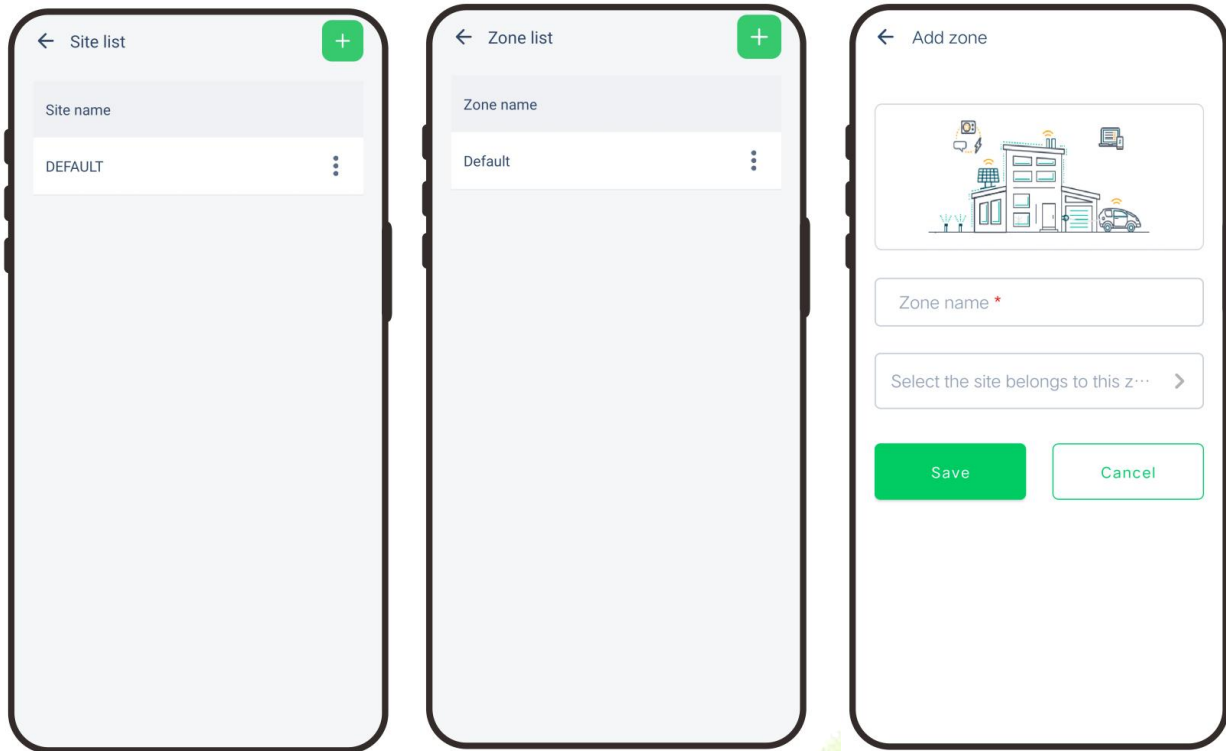 Site list
Site name
DEFAULT
Zone list
Zone name
Default
Add zone
Zone name *
Select the site belongs to this z···
Save
Cancel